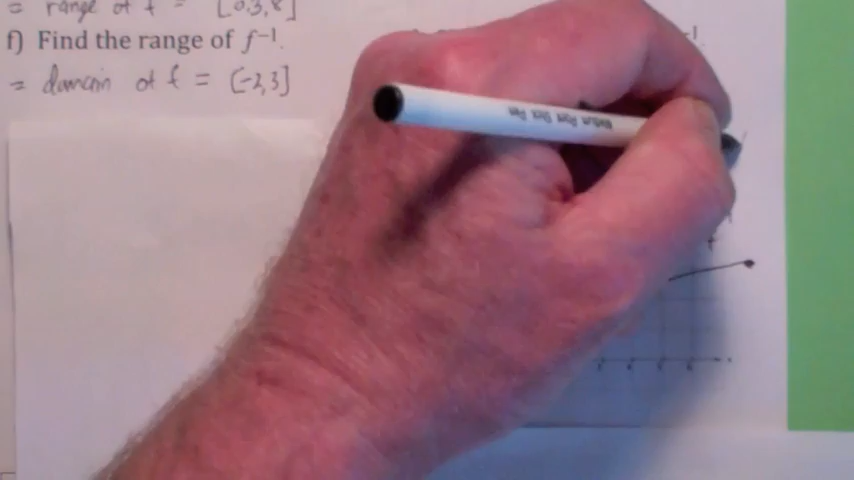 = range of f = [0.3, 8]
f) Find the range of f⁻¹.
= domain of f = [-2,3]